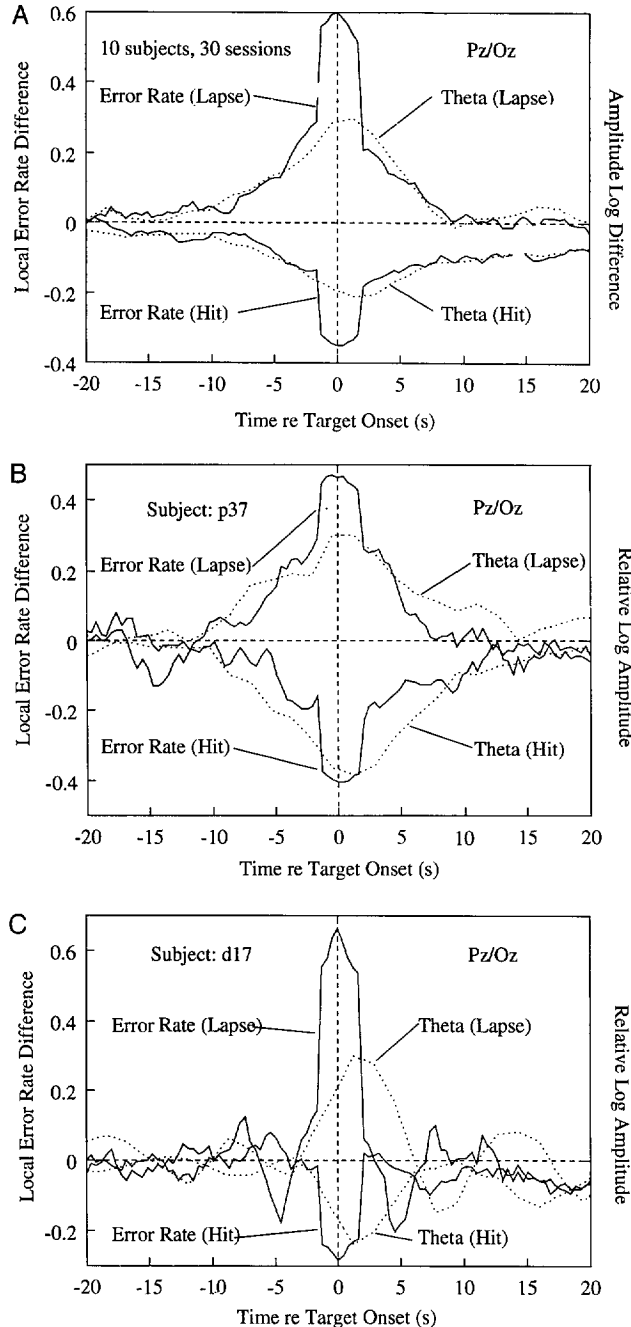 A
0.6
10 subjects, 30 sessions
Pz/Oz
Error Rate (Lapse)
Theta (Lapse)
0.4
0.2
0
-0.2
-0.4
Error Rate (Hit)
Theta (Hit)
Local Error Rate Difference
Amplitude Log Difference
-20 -15 -10 -5 0 5 10 15 20
Time re Target Onset (s)
B
0.4
Subject: p37
Pz/Oz
Error Rate (Lapse)
Theta (Lapse)
0.2
0
-0.2
-0.4
Error Rate (Hit)
Theta (Hit)
Local Error Rate Difference
Relative Log Amplitude
-20 -15 -10 -5 0 5 10 15 20
Time re Target Onset (s)
C
0.6
Subject: d17
Pz/Oz
Error Rate (Lapse)
Theta (Lapse)
0.4
0.2
0
-0.2
Error Rate (Hit)
Theta (Hit)
Local Error Rate Difference
Relative Log Amplitude
-20 -15 -10 -5 0 5 10 15 20
Time re Target Onset (s)